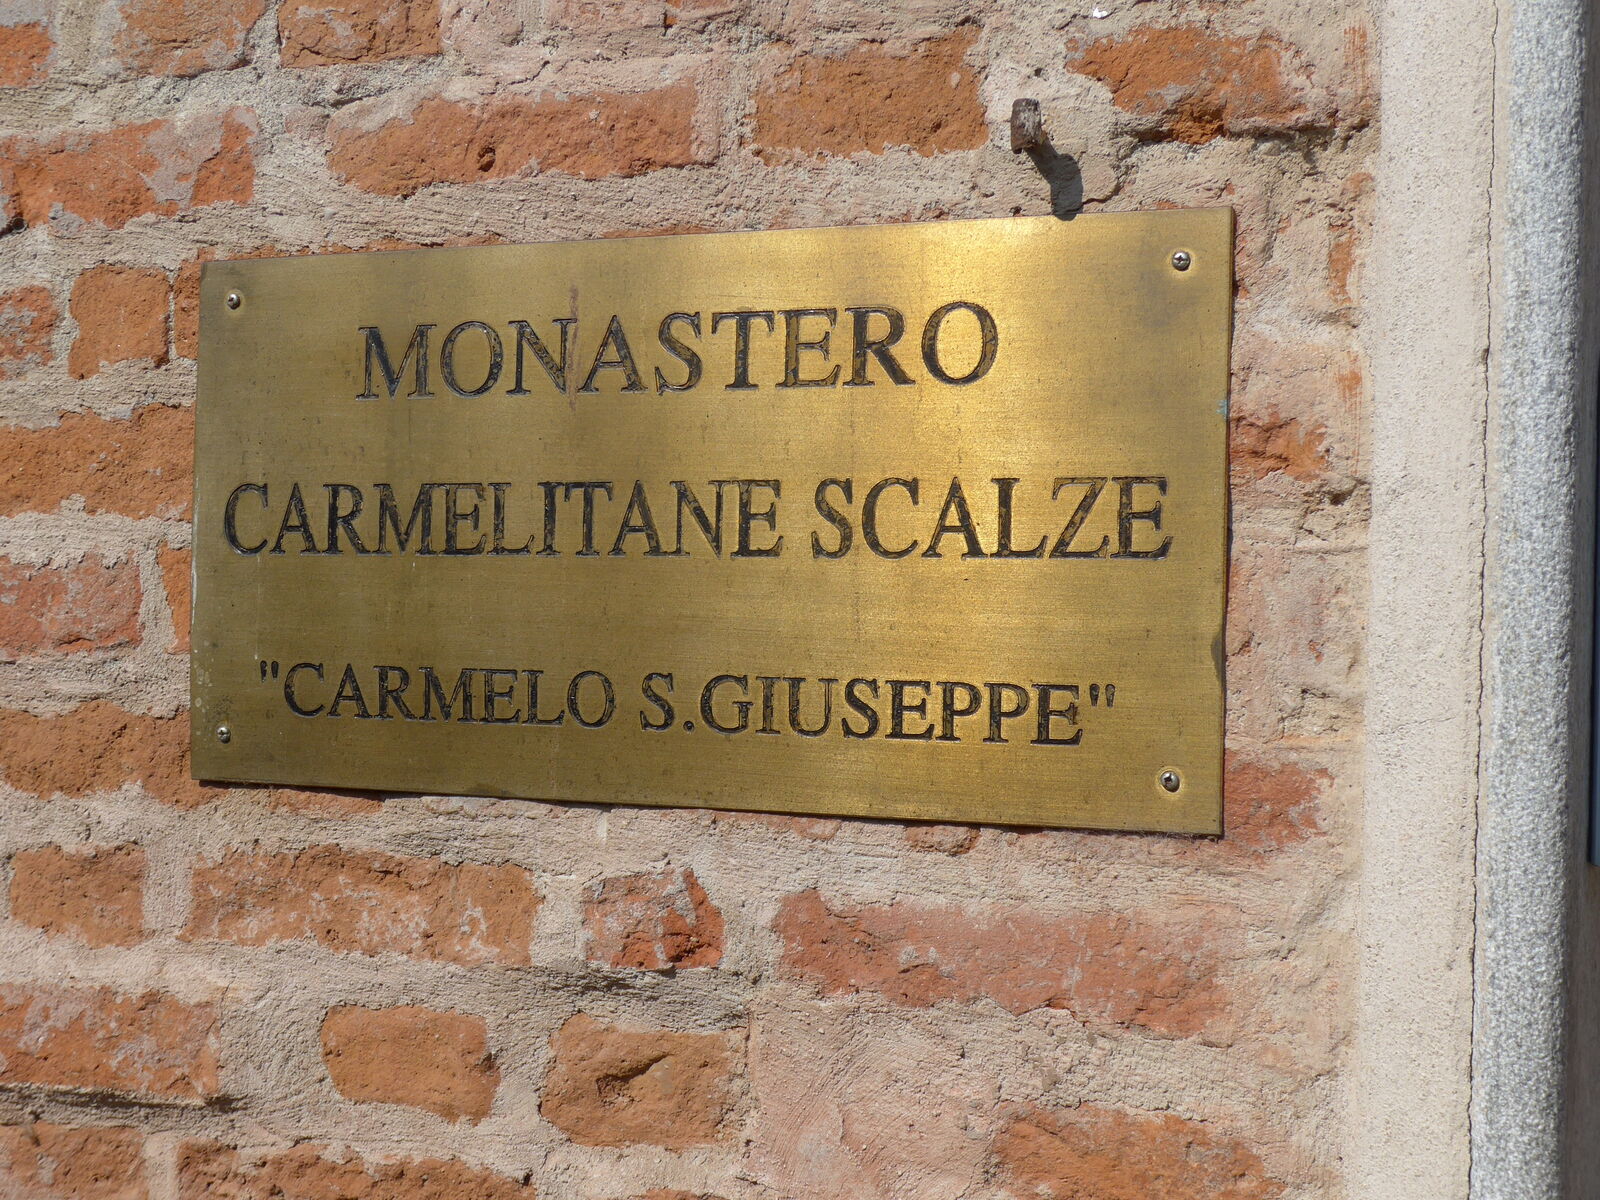 MONASTERO
CARMELITANE SCALZE
"CARMELO S.GIUSEPPE"